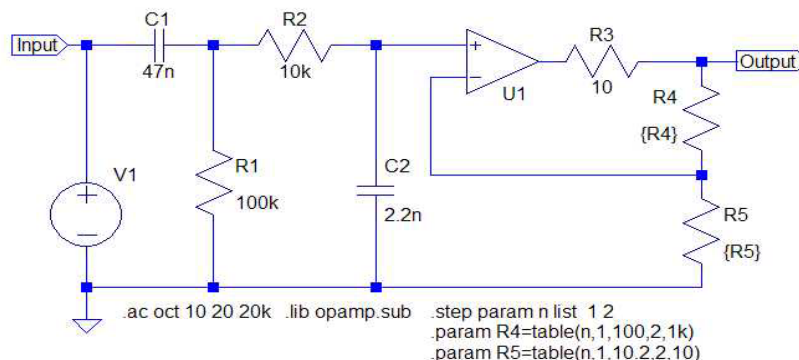 C1
R2
Input
R3
Output
47n
10k
U1
10
R4
{R4}
R1
C2
V1
100k
2.2n
R5
{R5}
.ac oct 10 20 20k .lib opamp.sub .step param n list 1 2
.param R4=table(n,1,100,2,1k)
.param R5=table(n,1,10.2,2,10)